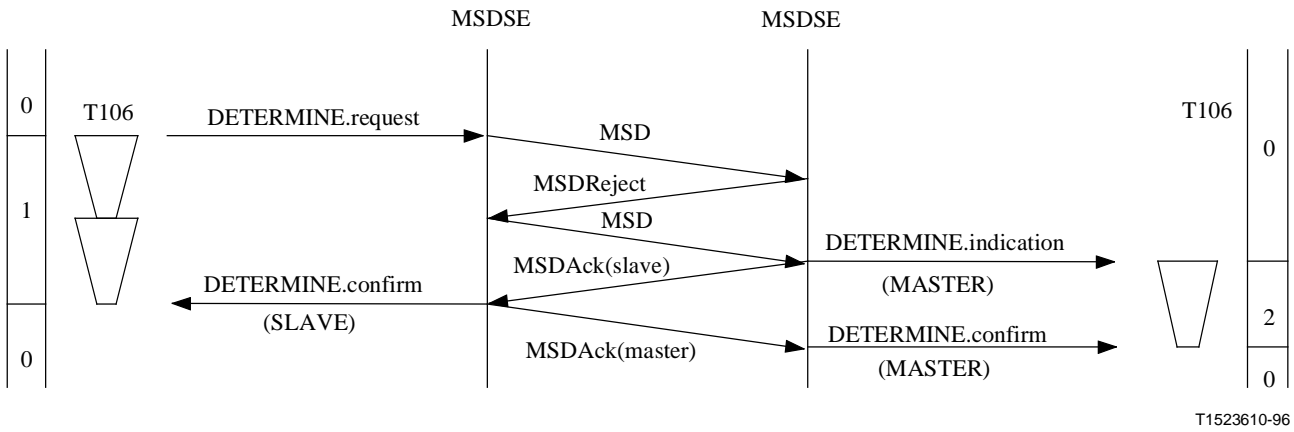 MSDSE MSDSE
0 T106 T106
DETERMINE.request MSD 0
MSDReject
1 MSD
DETERMINE.indication
MSDAck(slave)
DETERMINE.confirm (MASTER)
(SLAVE) 2
DETERMINE.confirm
0 MSDAck(master)
(MASTER) 0
T1523610-96